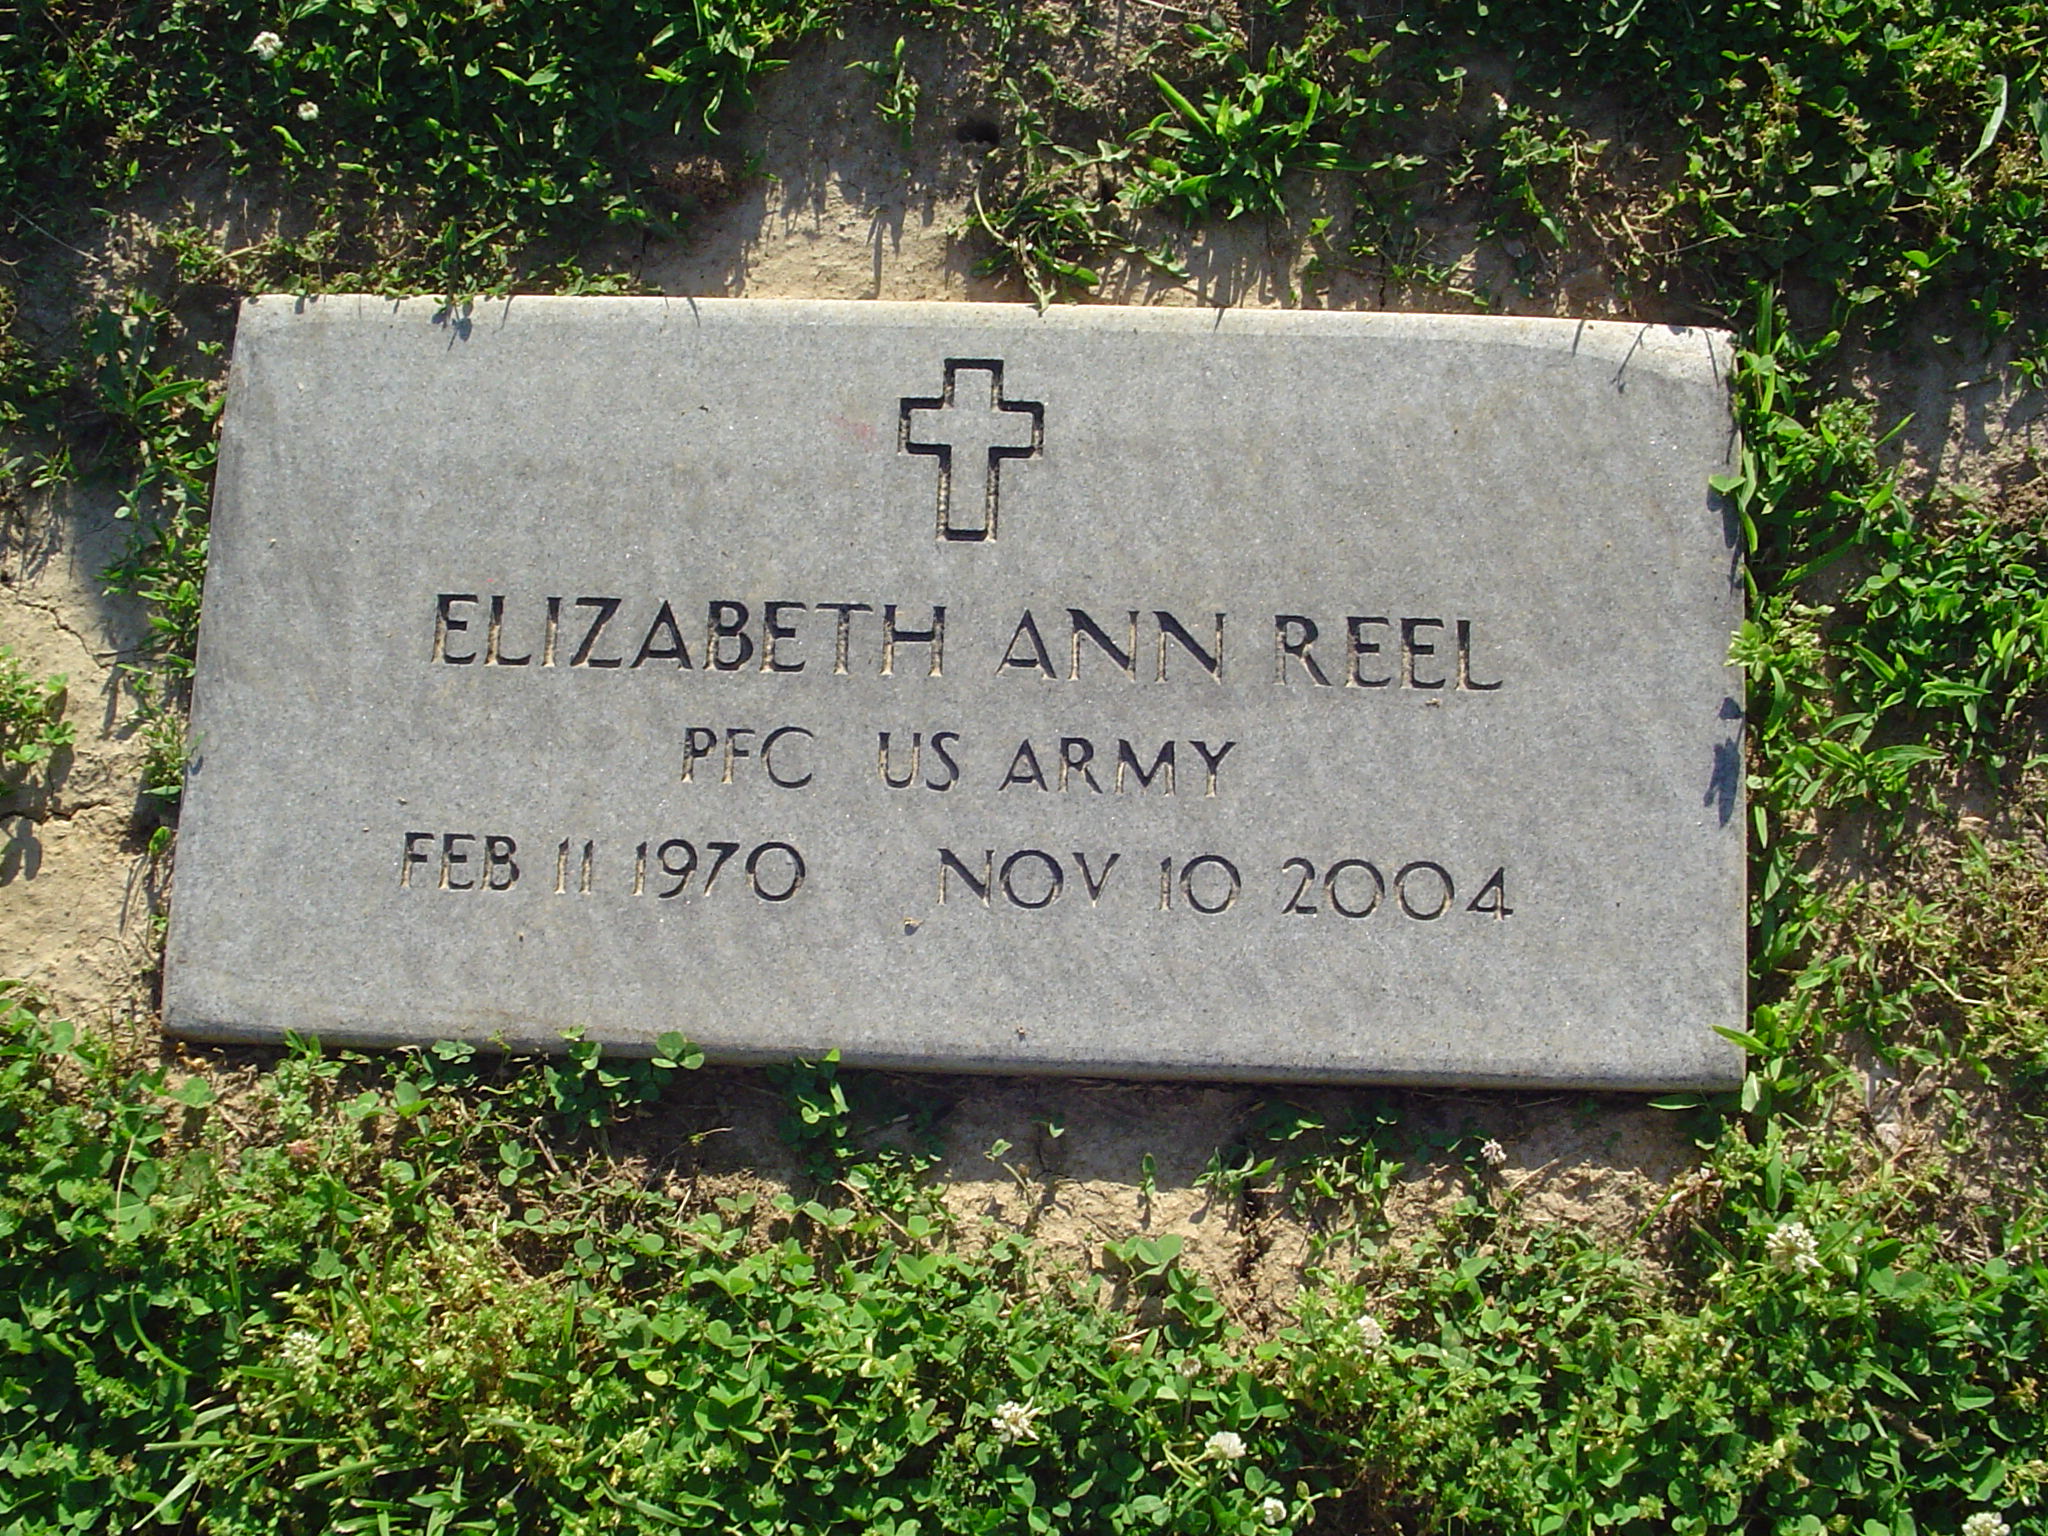 ELIZABETH ANN REEL
PFC US ARMY
FEB 11 1970 NOV 10 2004